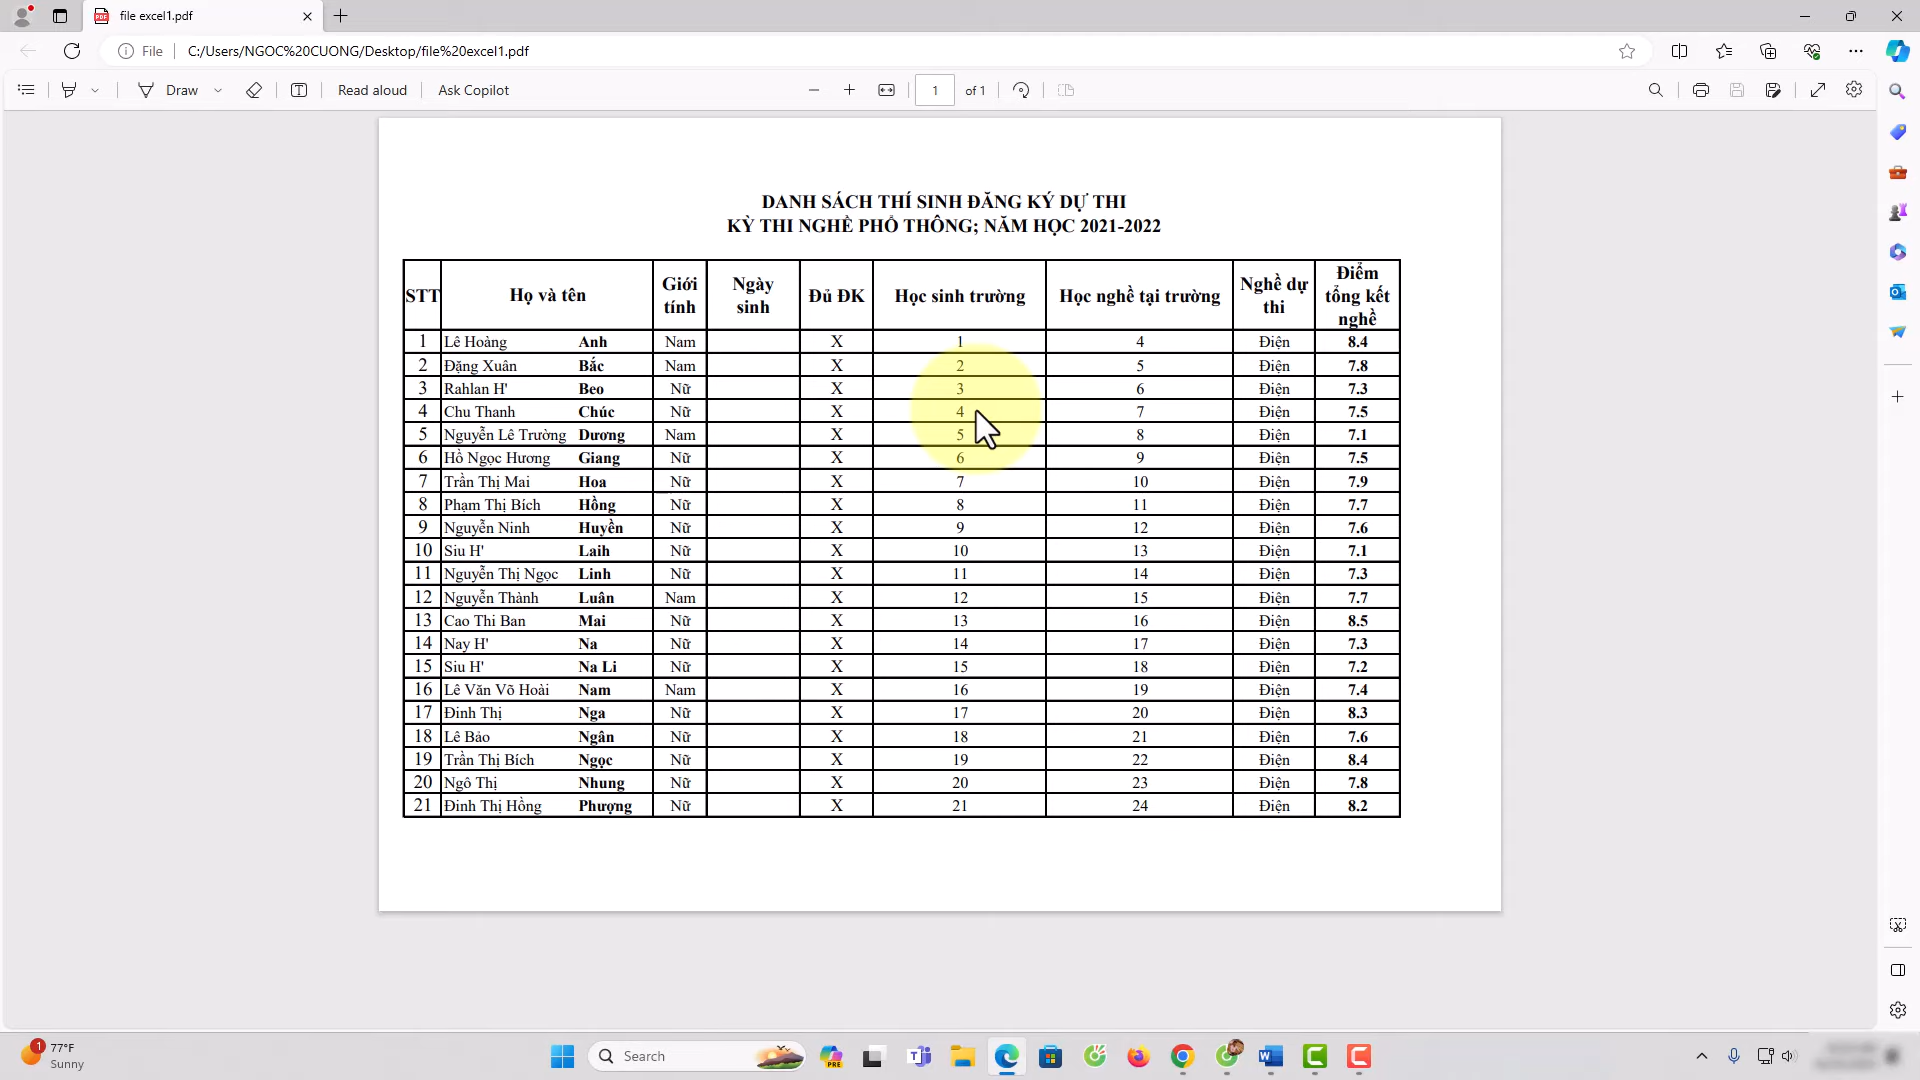 file excel1.pdf
File C:/Users/NGOC%20CUONG/Desktop/file%20excel1.pdf
Draw Read aloud Ask Copilot 1 of 1
DANH SÁCH THÍ SINH ĐĂNG KÝ DỰ THI
KỲ THI NGHỀ PHỔ THÔNG; NĂM HỌC 2021-2022
STT Họ và tên Giới tính Ngày sinh Đủ ĐK Học sinh trường Học nghề tại trường Nghề dự thi Điểm tổng kết nghề
1 Lê Hoàng Anh Nam X 1 4 Điện 8.4
2 Đặng Xuân Bắc Nam X 2 5 Điện 7.8
3 Rahlan H' Beo Nữ X 3 6 Điện 7.3
4 Chu Thanh Chúc Nữ X 4 7 Điện 7.5
5 Nguyễn Lê Trường Dương Nam X 5 8 Điện 7.1
6 Hồ Ngọc Hương Giang Nữ X 6 9 Điện 7.5
7 Trần Thị Mai Hoa Nữ X 7 10 Điện 7.9
8 Phạm Thị Bích Hồng Nữ X 8 11 Điện 7.7
9 Nguyễn Ninh Huyền Nữ X 9 12 Điện 7.6
10 Siu H' Laih Nữ X 10 13 Điện 7.1
11 Nguyễn Thị Ngọc Linh Nữ X 11 14 Điện 7.3
12 Nguyễn Thành Luân Nam X 12 15 Điện 7.7
13 Cao Thi Ban Mai Nữ X 13 16 Điện 8.5
14 Nay H' Na Nữ X 14 17 Điện 7.3
15 Siu H' Na Li Nữ X 15 18 Điện 7.2
16 Lê Văn Võ Hoài Nam Nam X 16 19 Điện 7.4
17 Đinh Thị Nga Nữ X 17 20 Điện 8.3
18 Lê Bảo Ngân Nữ X 18 21 Điện 7.6
19 Trần Thị Bích Ngọc Nữ X 19 22 Điện 8.4
20 Ngô Thị Nhung Nữ X 20 23 Điện 7.8
21 Đinh Thị Hồng Phượng Nữ X 21 24 Điện 8.2
1 77°F
Sunny
Search
PRE